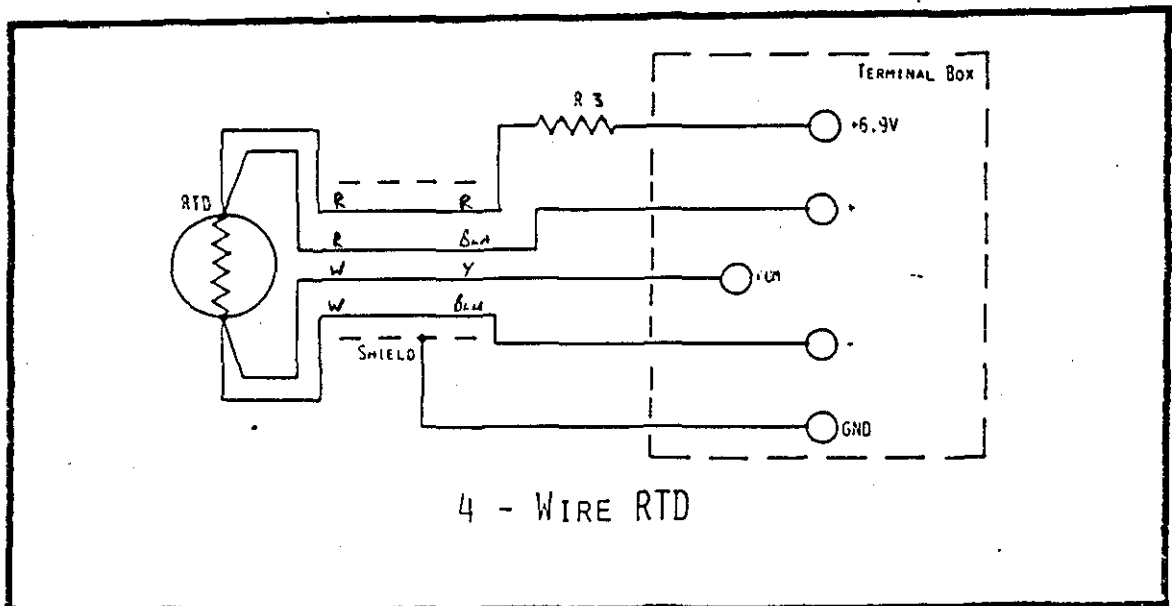 TERMINAL BOX
R 3
+6.9V
RTD
R R
+
R
W Y
W
-
SHIELD
GND
4 - WIRE RTD